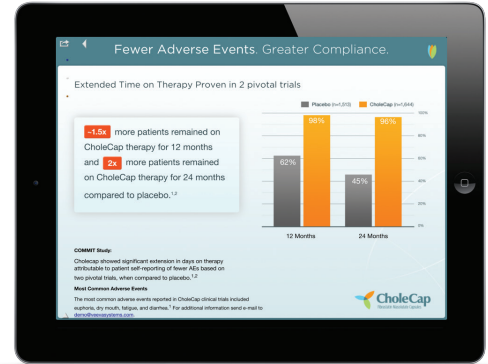 Fewer Adverse Events. Greater Compliance.
Extended Time on Therapy Proven in 2 pivotal trials
Placebo (n=1,513) CholeCap (n=1,644)
~1.5x more patients remained on
CholeCap therapy for 12 months
and 2x more patients remained
on CholeCap therapy for 24 months
compared to placebo.1,2
100%
80%
60%
40%
20%
0%
62%
98%
45%
96%
12 Months
24 Months
COMMIT Study:
Cholecap showed significant extension in days on therapy
attributable to patient self-reporting of fewer AEs based on
two pivotal trials, when compared to placebo.1,2
Most Common Adverse Events
The most common adverse events reported in CholeCap clinical trials included
euphoria, dry mouth, fatigue, and diarrhea.1 For additional information send e-mail to
demo@veevasystems.com.
CholeCap